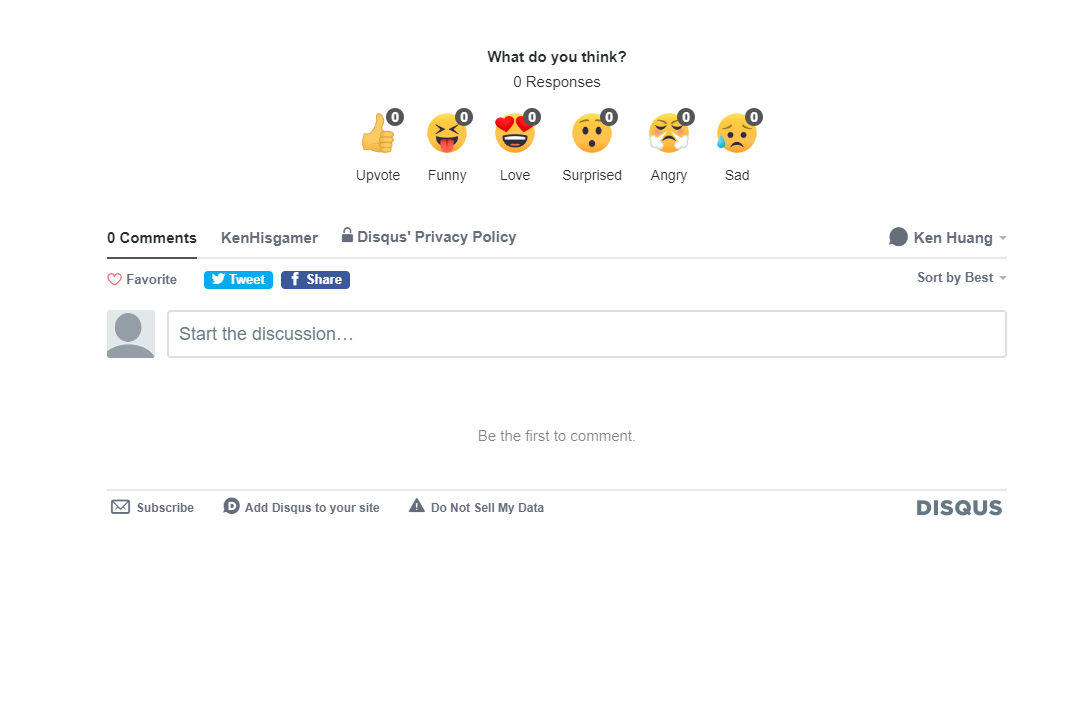 What do you think?
0 Responses
0 0 0 0 0 0
Upvote Funny Love Surprised Angry Sad
0 Comments KenHisgamer Disqus' Privacy Policy Ken Huang
Favorite Tweet f Share Sort by Best
Start the discussion…
Be the first to comment.
Subscribe D Add Disqus to your site Do Not Sell My Data DISQUS